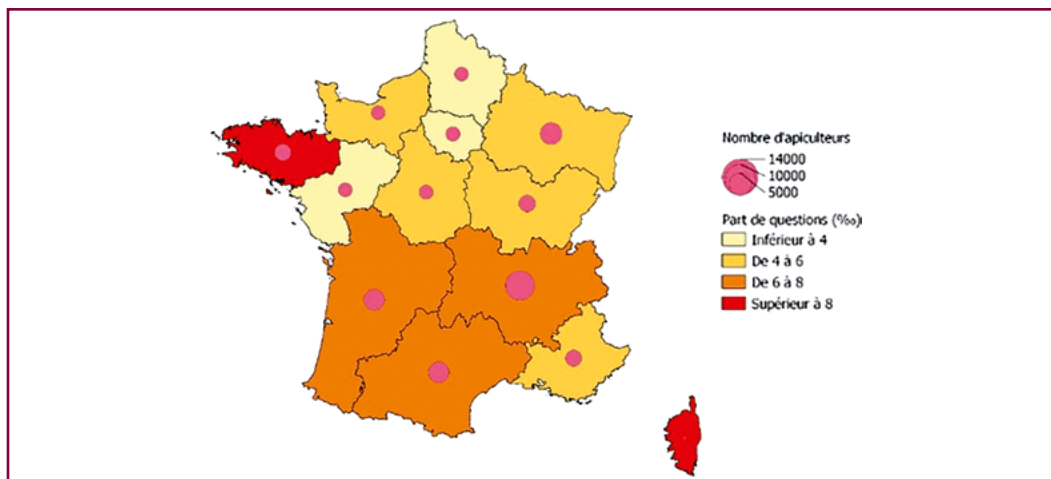 Nombre d'apiculteurs
14000
10000
5000
Part de questions (‰)
Inférieur à 4
De 4 à 6
De 6 à 8
Supérieur à 8